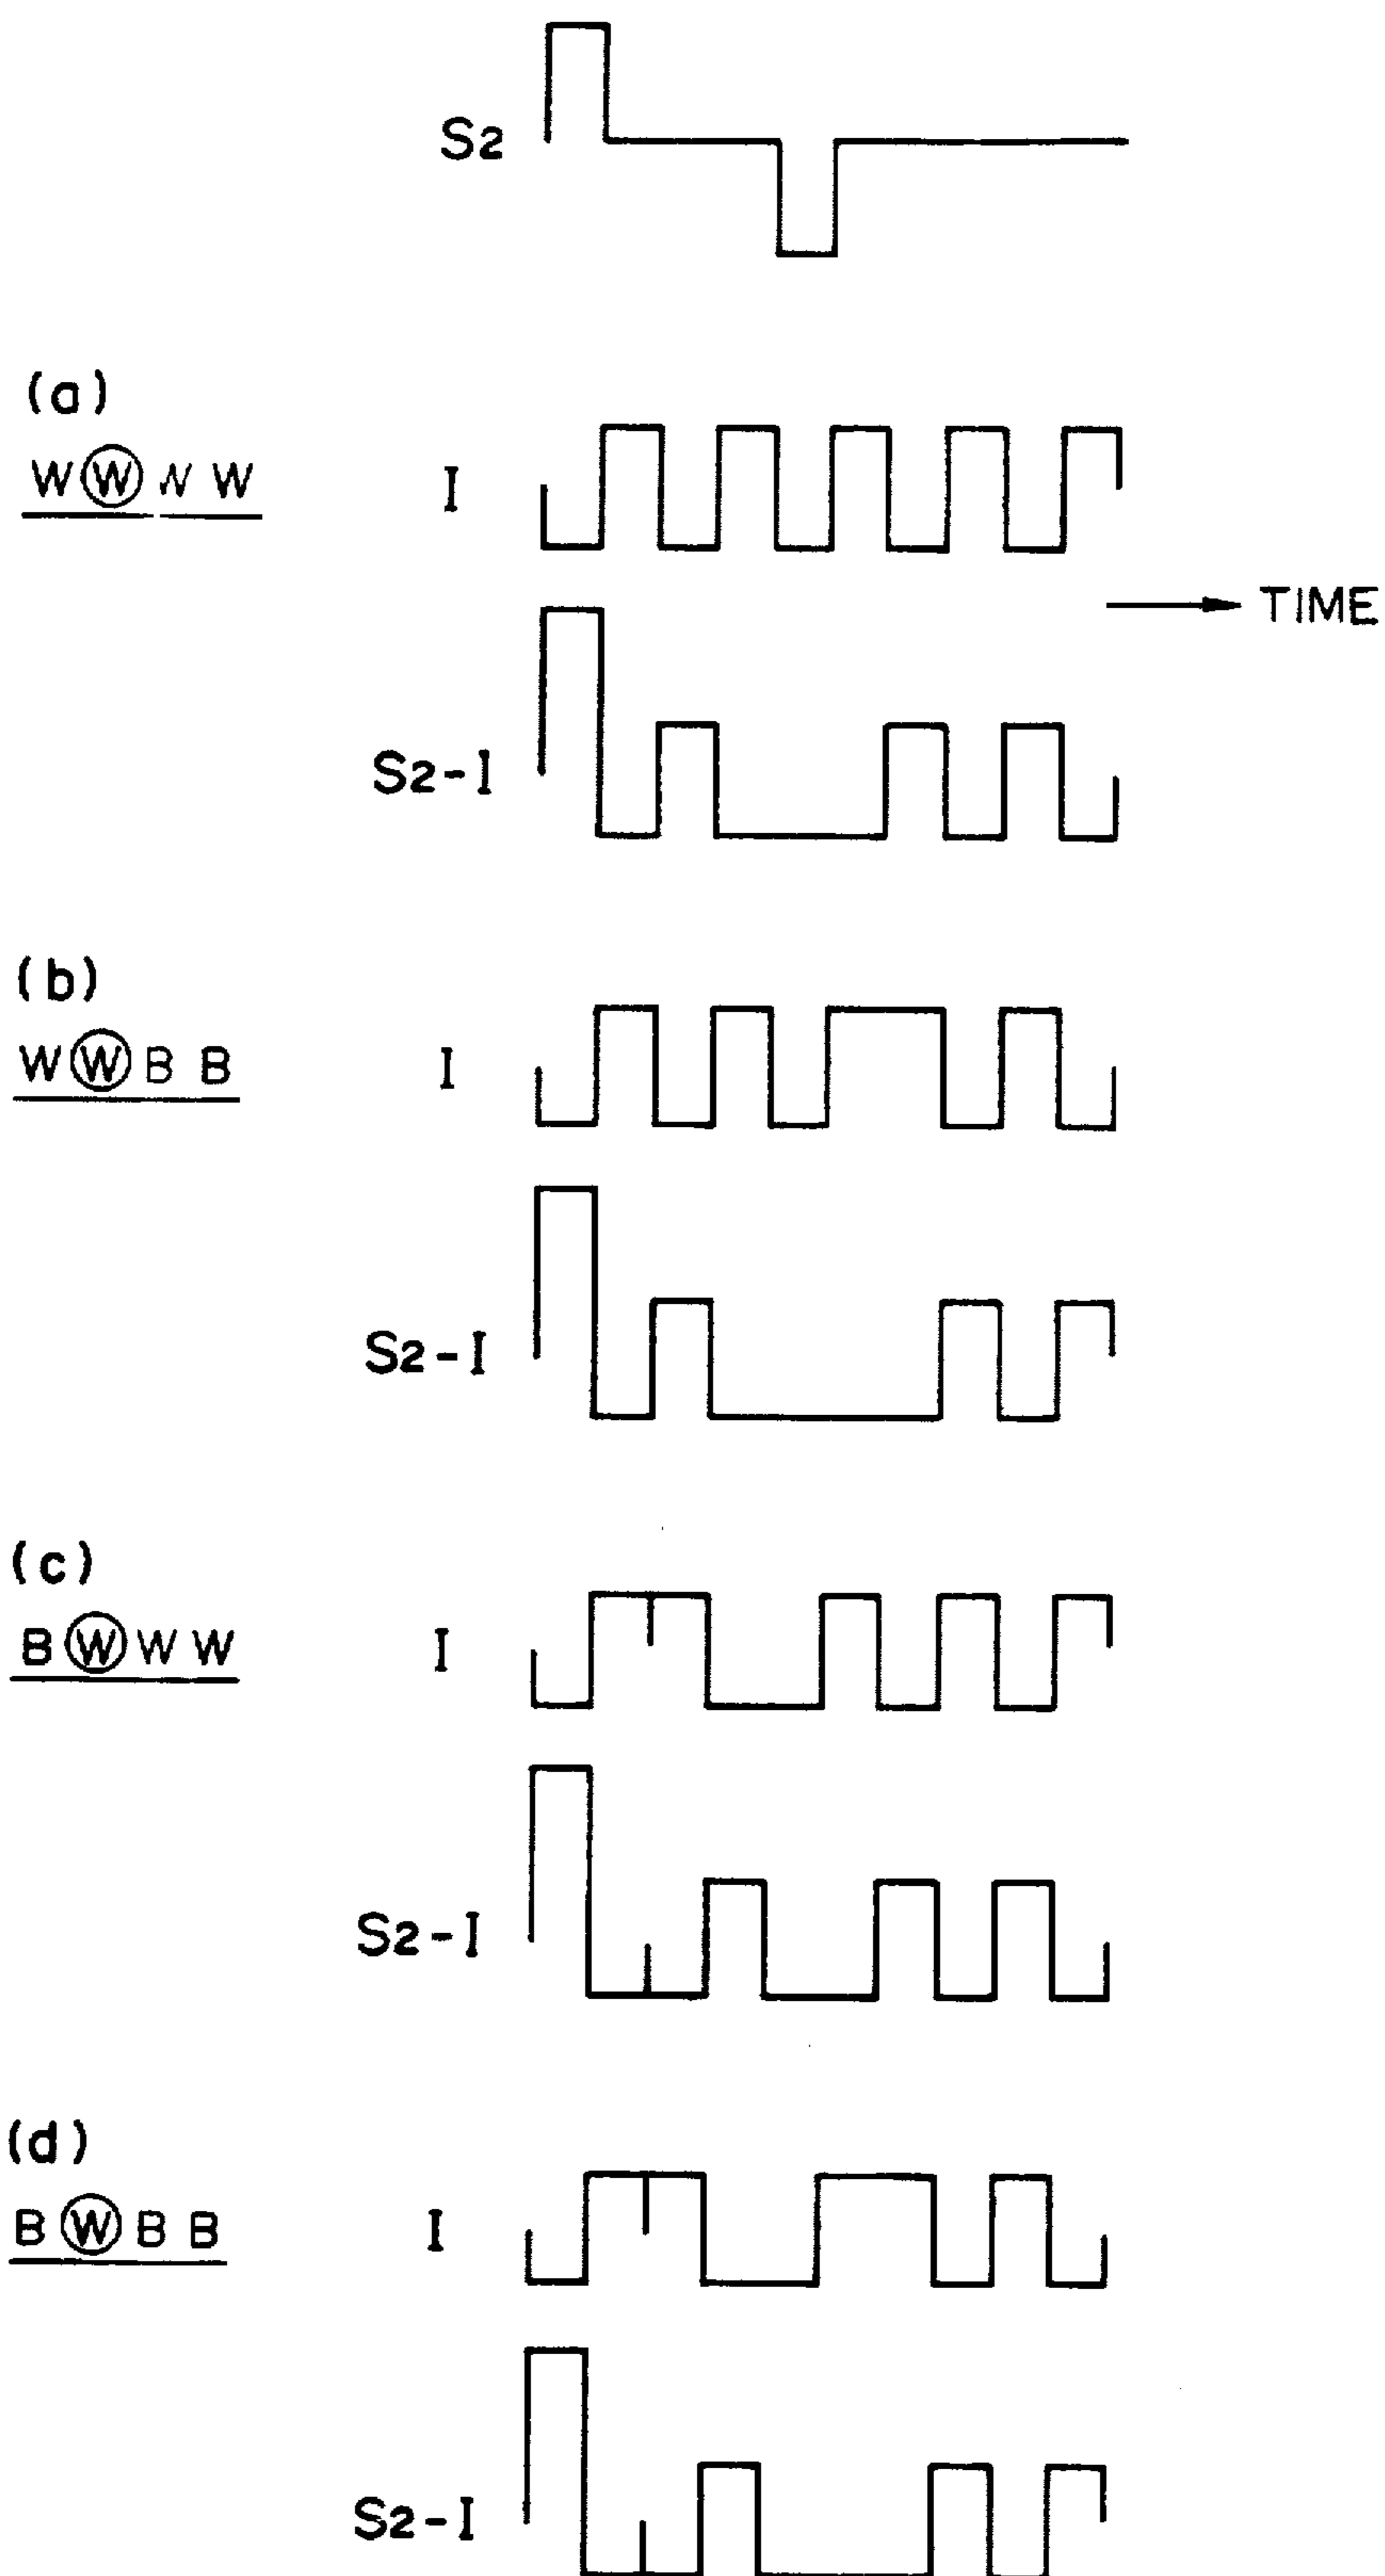 S2
(a)
W W W W
I
TIME
S2-I
(b)
W W B B
I
S2-I
(c)
B W W W
I
S2-I
(d)
B W B B
I
S2-I